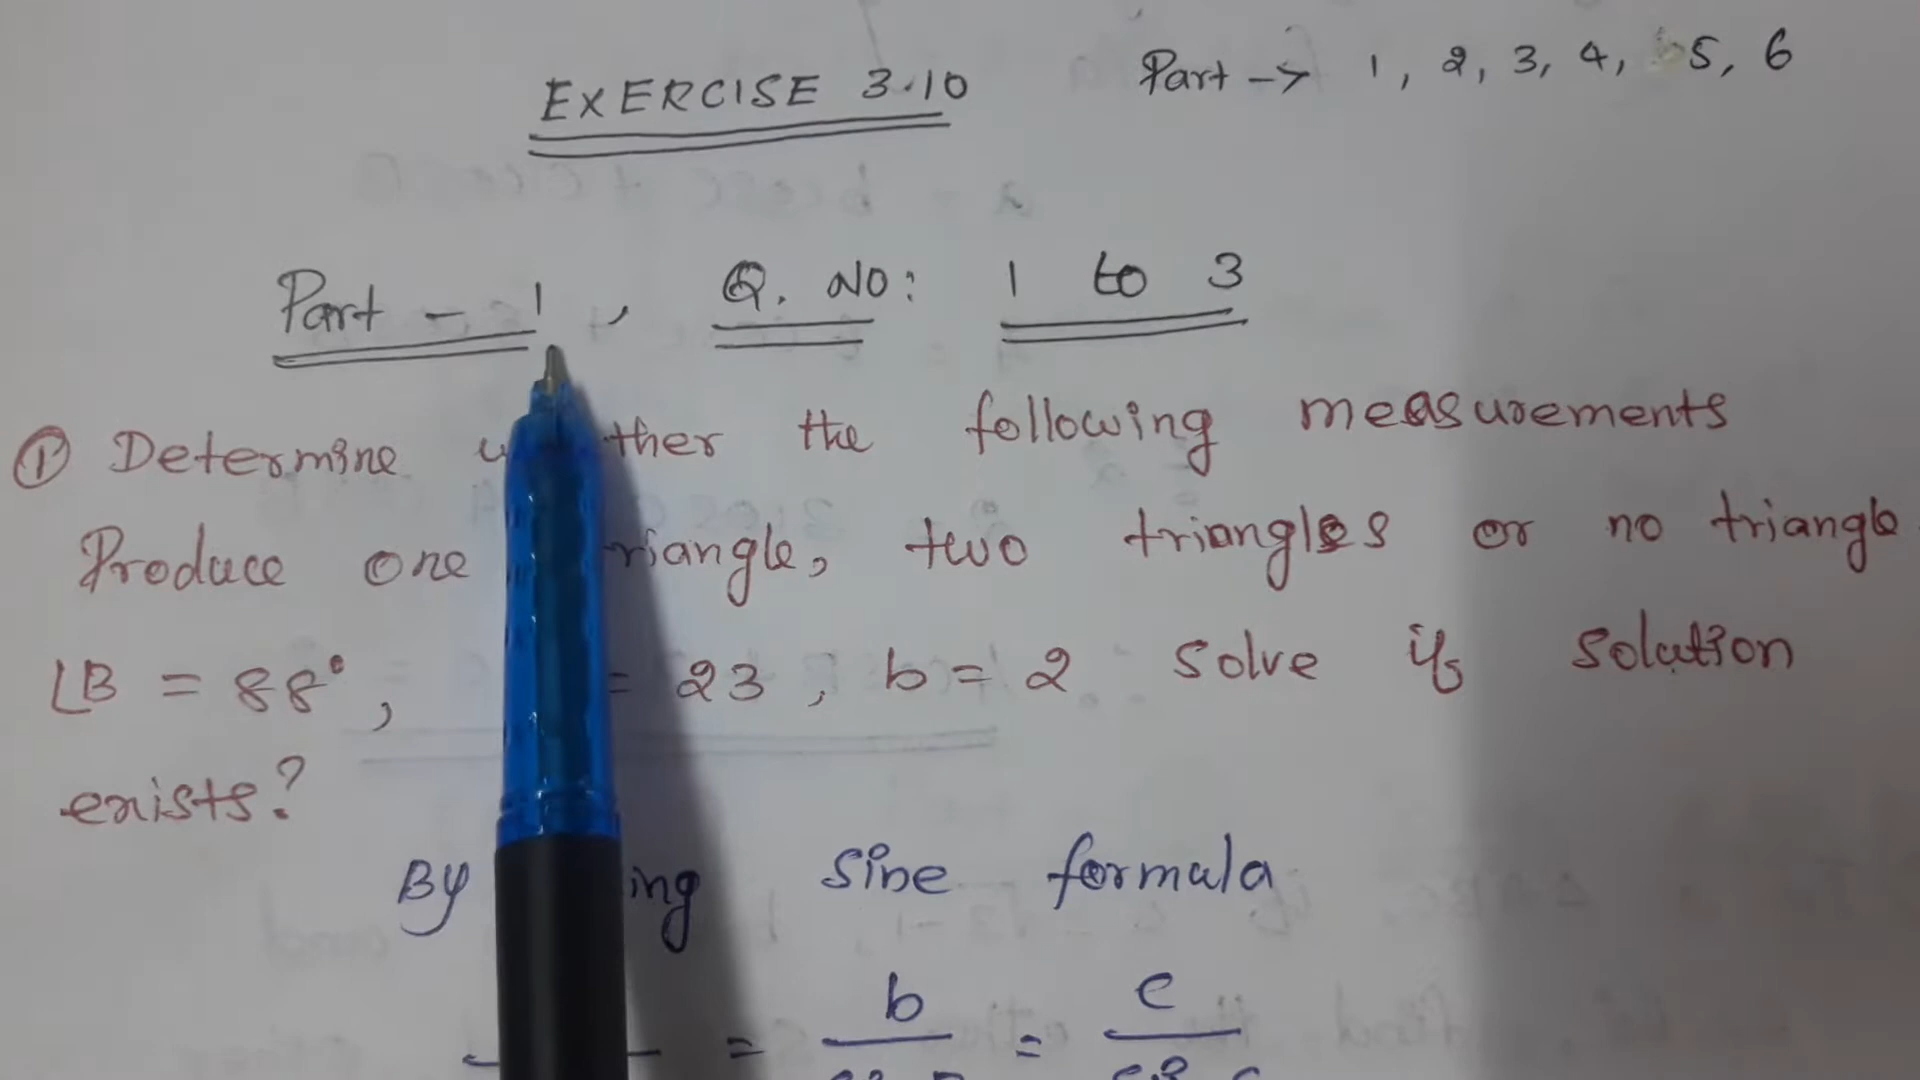 EXERCISE 3.10
Part -> 1, 2, 3, 4, 5, 6
Part - 1, Q. NO: 1 to 3
① Determine ther the following measurements
Produce one riangle, two triangles or no triangle
∠B = 88°, = 23, b = 2 solve if solution
exists?
By ing sine formula
= b = c